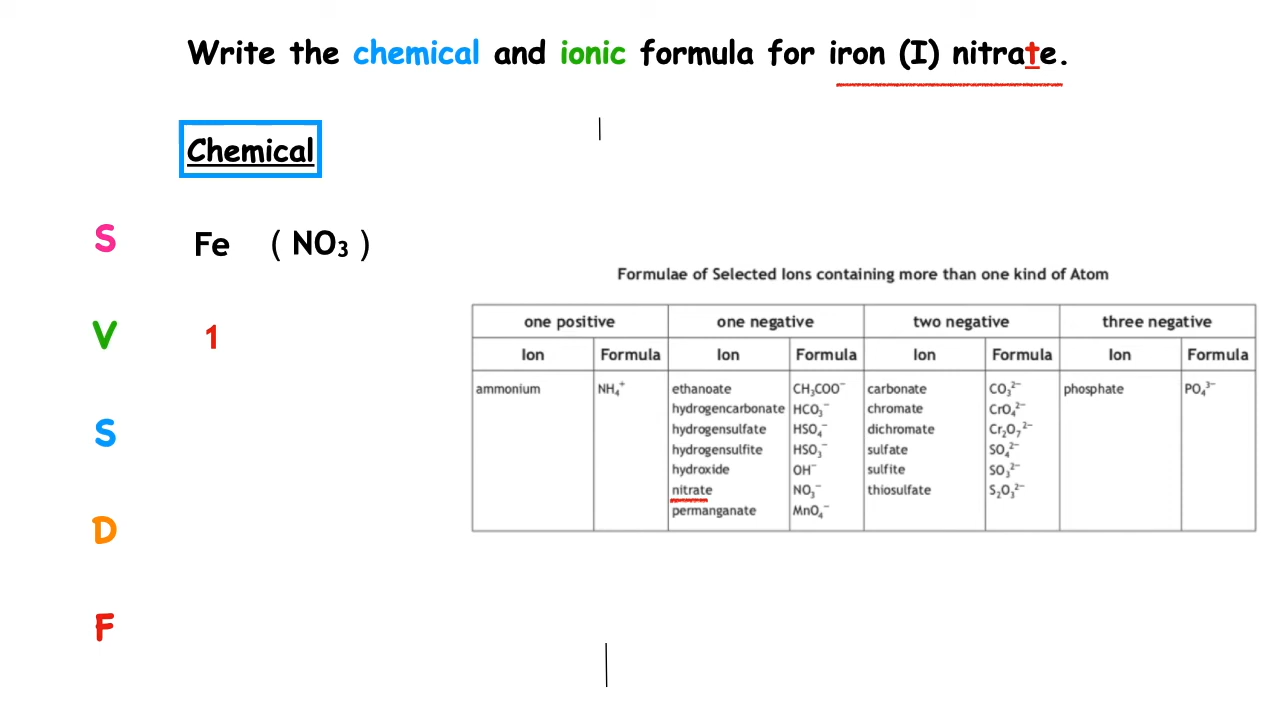 Write the chemical and ionic formula for iron (I) nitrate.
Chemical
S Fe ( NO₃ )
V 1
S
D
F
Formulae of Selected Ions containing more than one kind of Atom
one positive one negative two negative three negative
Ion Formula Ion Formula Ion Formula Ion Formula
ammonium NH₄⁺ ethanoate CH₃COO⁻ carbonate CO₃²⁻ phosphate PO₄³⁻
hydrogencarbonate HCO₃⁻ chromate CrO₄²⁻
hydrogensulfate HSO₄⁻ dichromate Cr₂O₇²⁻
hydrogensulfite HSO₃⁻ sulfate SO₄²⁻
hydroxide OH⁻ sulfite SO₃²⁻
nitrate NO₃⁻ thiosulfate S₂O₃²⁻
permanganate MnO₄⁻